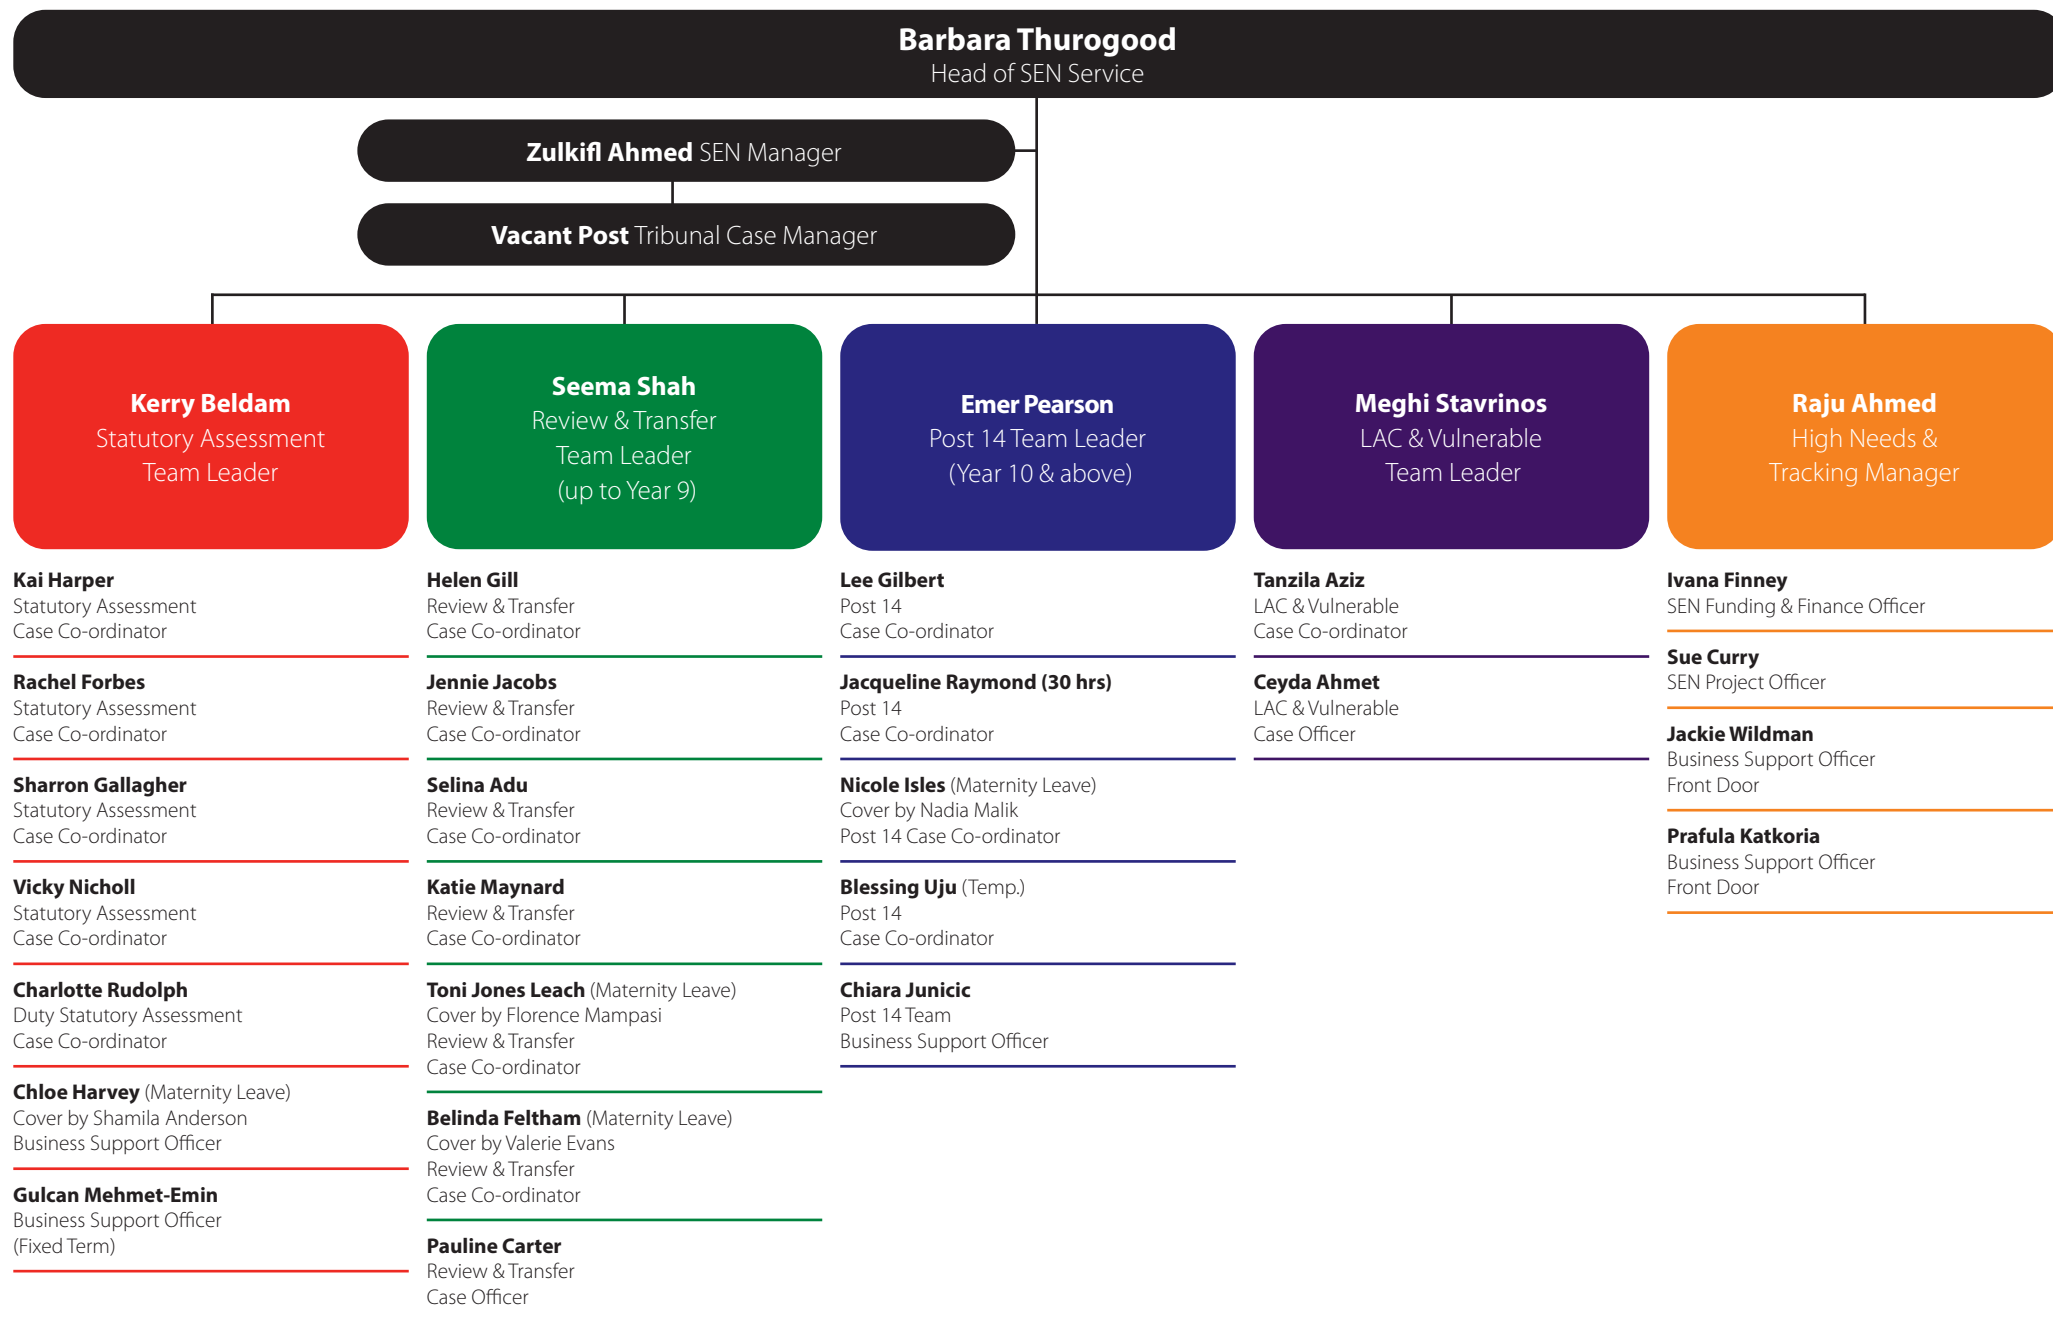 Barbara Thurogood
Head of SEN Service
Zulkifl Ahmed SEN Manager
Vacant Post Tribunal Case Manager
Kerry Beldam
Statutory Assessment
Team Leader
Seema Shah
Review & Transfer
Team Leader
(up to Year 9)
Emer Pearson
Post 14 Team Leader
(Year 10 & above)
Meghi Stavrinos
LAC & Vulnerable
Team Leader
Raju Ahmed
High Needs &
Tracking Manager
Kai Harper
Statutory Assessment
Case Co-ordinator
Rachel Forbes
Statutory Assessment
Case Co-ordinator
Sharron Gallagher
Statutory Assessment
Case Co-ordinator
Vicky Nicholl
Statutory Assessment
Case Co-ordinator
Charlotte Rudolph
Duty Statutory Assessment
Case Co-ordinator
Chloe Harvey (Maternity Leave)
Cover by Shamila Anderson
Business Support Officer
Gulcan Mehmet-Emin
Business Support Officer
(Fixed Term)
Helen Gill
Review & Transfer
Case Co-ordinator
Jennie Jacobs
Review & Transfer
Case Co-ordinator
Selina Adu
Review & Transfer
Case Co-ordinator
Katie Maynard
Review & Transfer
Case Co-ordinator
Toni Jones Leach (Maternity Leave)
Cover by Florence Mampasi
Review & Transfer
Case Co-ordinator
Belinda Feltham (Maternity Leave)
Cover by Valerie Evans
Review & Transfer
Case Co-ordinator
Pauline Carter
Review & Transfer
Case Officer
Lee Gilbert
Post 14
Case Co-ordinator
Jacqueline Raymond (30 hrs)
Post 14
Case Co-ordinator
Nicole Isles (Maternity Leave)
Cover by Nadia Malik
Post 14 Case Co-ordinator
Blessing Uju (Temp.)
Post 14
Case Co-ordinator
Chiara Junicic
Post 14 Team
Business Support Officer
Tanzila Aziz
LAC & Vulnerable
Case Co-ordinator
Ceyda Ahmet
LAC & Vulnerable
Case Officer
Ivana Finney
SEN Funding & Finance Officer
Sue Curry
SEN Project Officer
Jackie Wildman
Business Support Officer
Front Door
Prafula Katkoria
Business Support Officer
Front Door